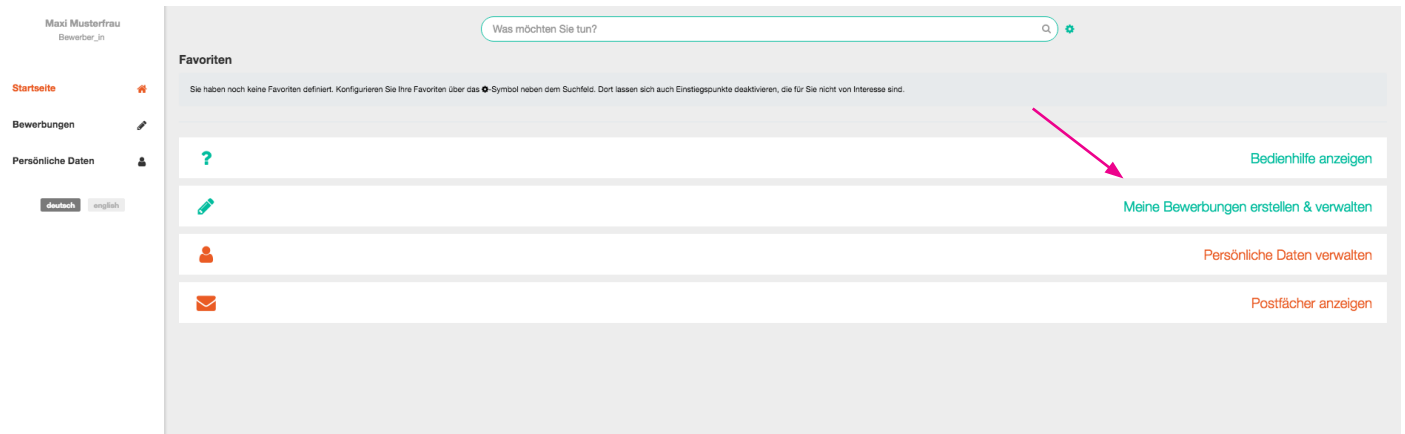 Maxi Musterfrau
Bewerber_in
Startseite
Bewerbungen
Persönliche Daten
deutsch english
Was möchten Sie tun?
Favoriten
Sie haben noch keine Favoriten definiert. Konfigurieren Sie Ihre Favoriten über das -Symbol neben dem Suchfeld. Dort lassen sich auch Einstiegspunkte deaktivieren, die für Sie nicht von Interesse sind.
? Bedienhilfe anzeigen
Meine Bewerbungen erstellen & verwalten
Persönliche Daten verwalten
Postfächer anzeigen